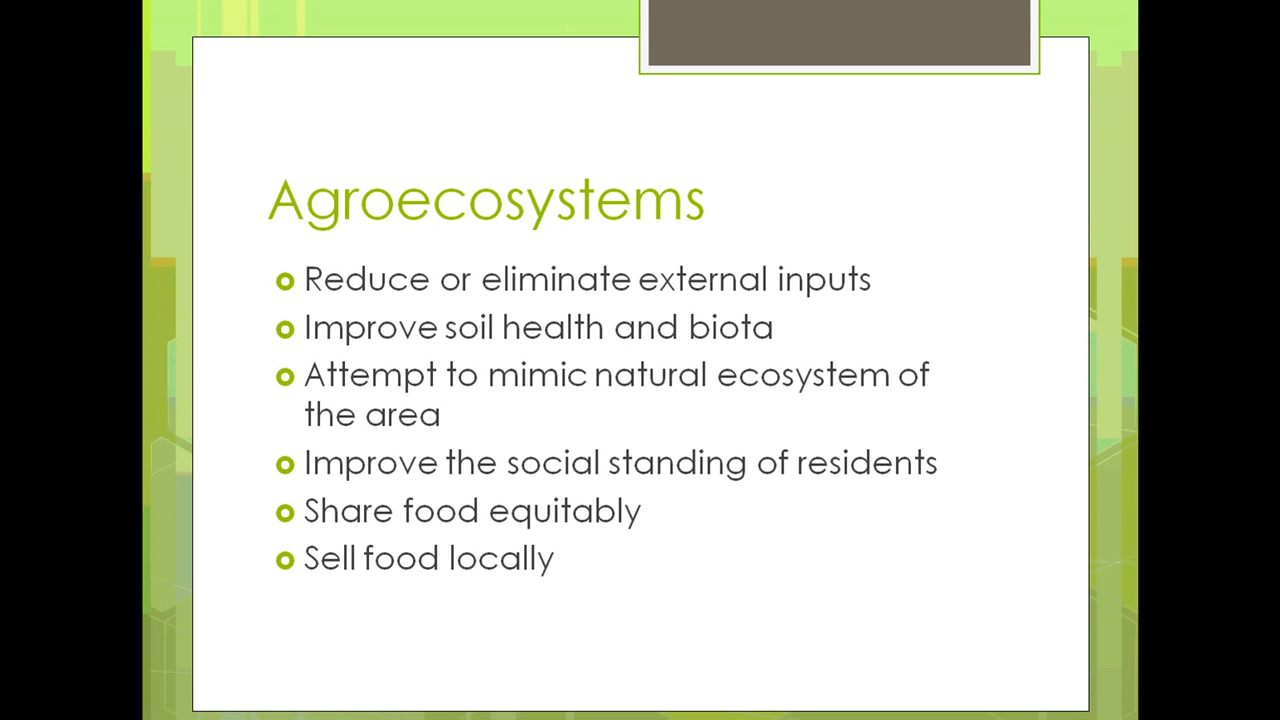 Agroecosystems
Reduce or eliminate external inputs
Improve soil health and biota
Attempt to mimic natural ecosystem of
the area
Improve the social standing of residents
Share food equitably
Sell food locally